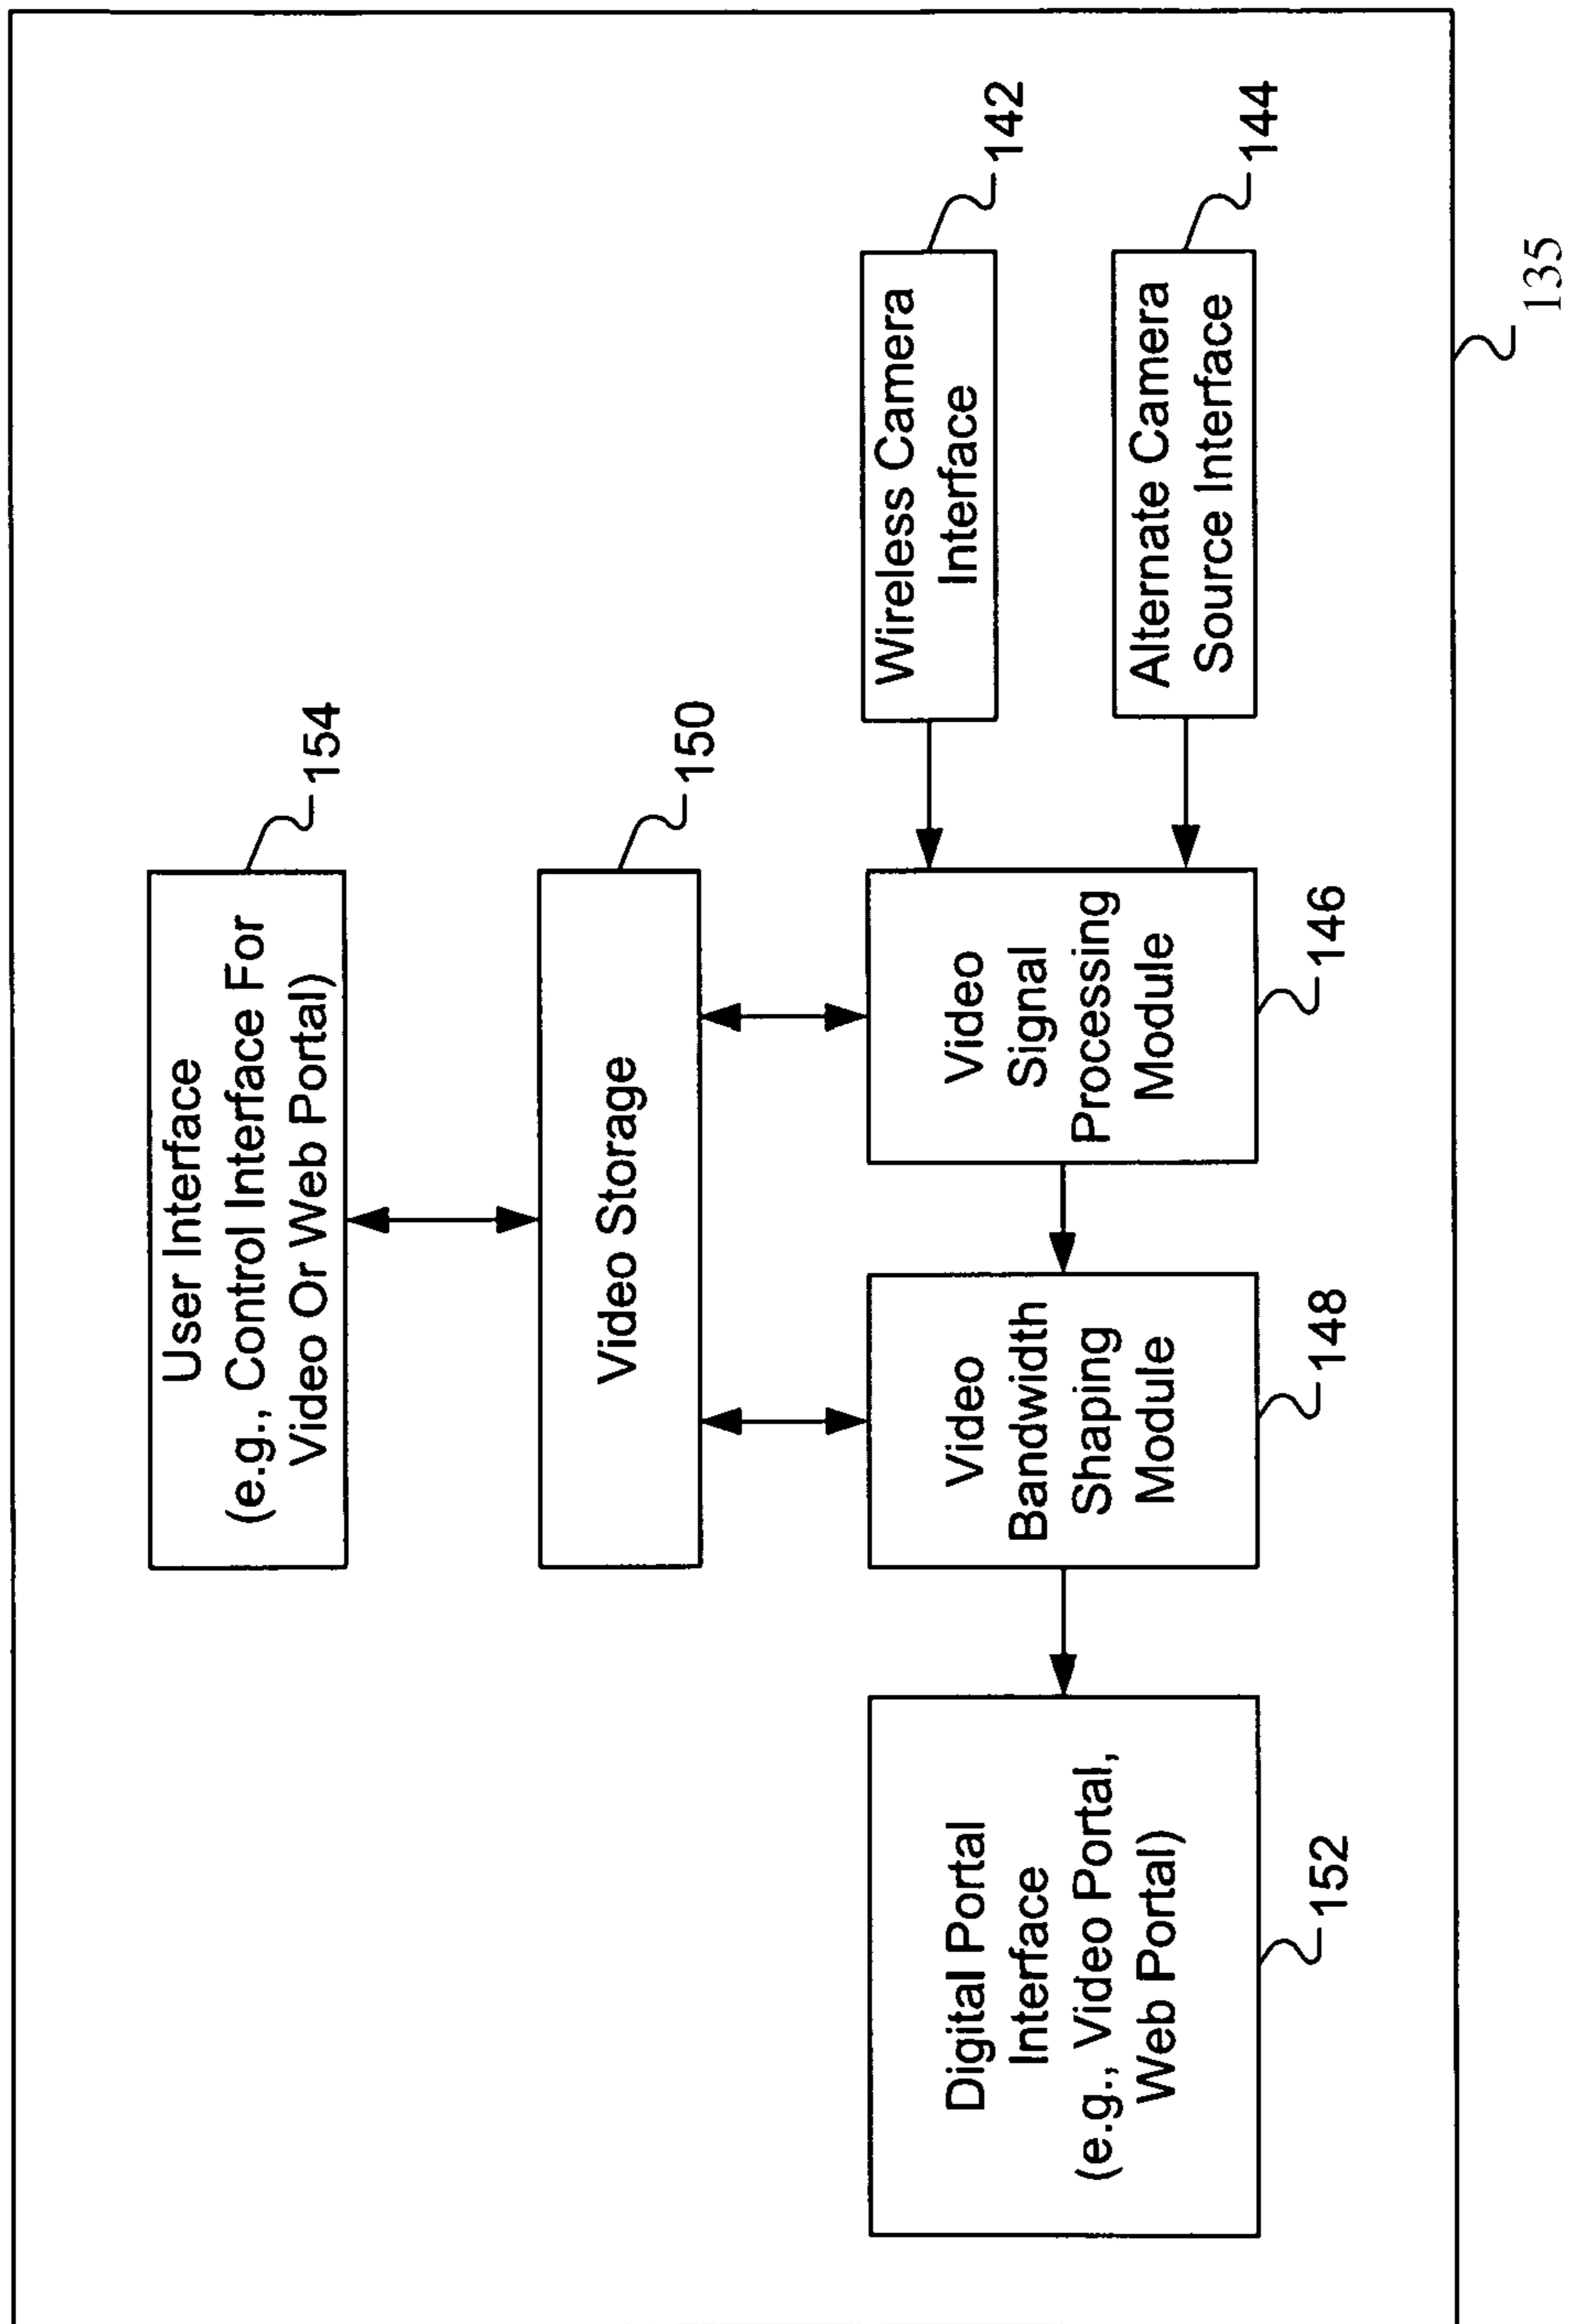 User Interface
(e.g., Control Interface For
Video Or Web Portal)
154
Video Storage
150
Digital Portal
Interface
(e.g., Video Portal,
Web Portal)
152
Video
Bandwidth
Shaping
Module
148
Video
Signal
Processing
Module
146
Wireless Camera
Interface
142
Alternate Camera
Source Interface
144
135